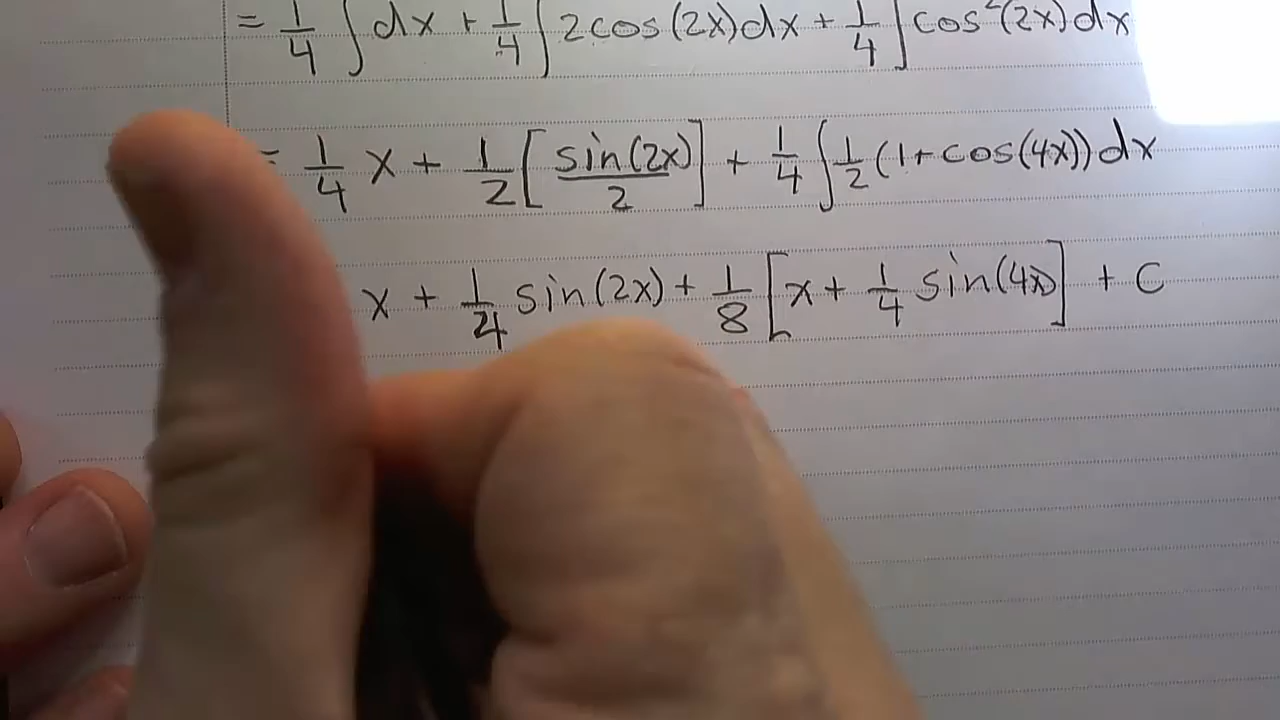 = 1/4 ∫ dx + 1/4 ∫ 2cos(2x)dx + 1/4 ∫ cos²(2x)dx
= 1/4 x + 1/2 [sin(2x)/2] + 1/4 ∫ 1/2 (1+cos(4x))dx
x + 1/4 sin(2x) + 1/8 [x + 1/4 sin(4x)] + C